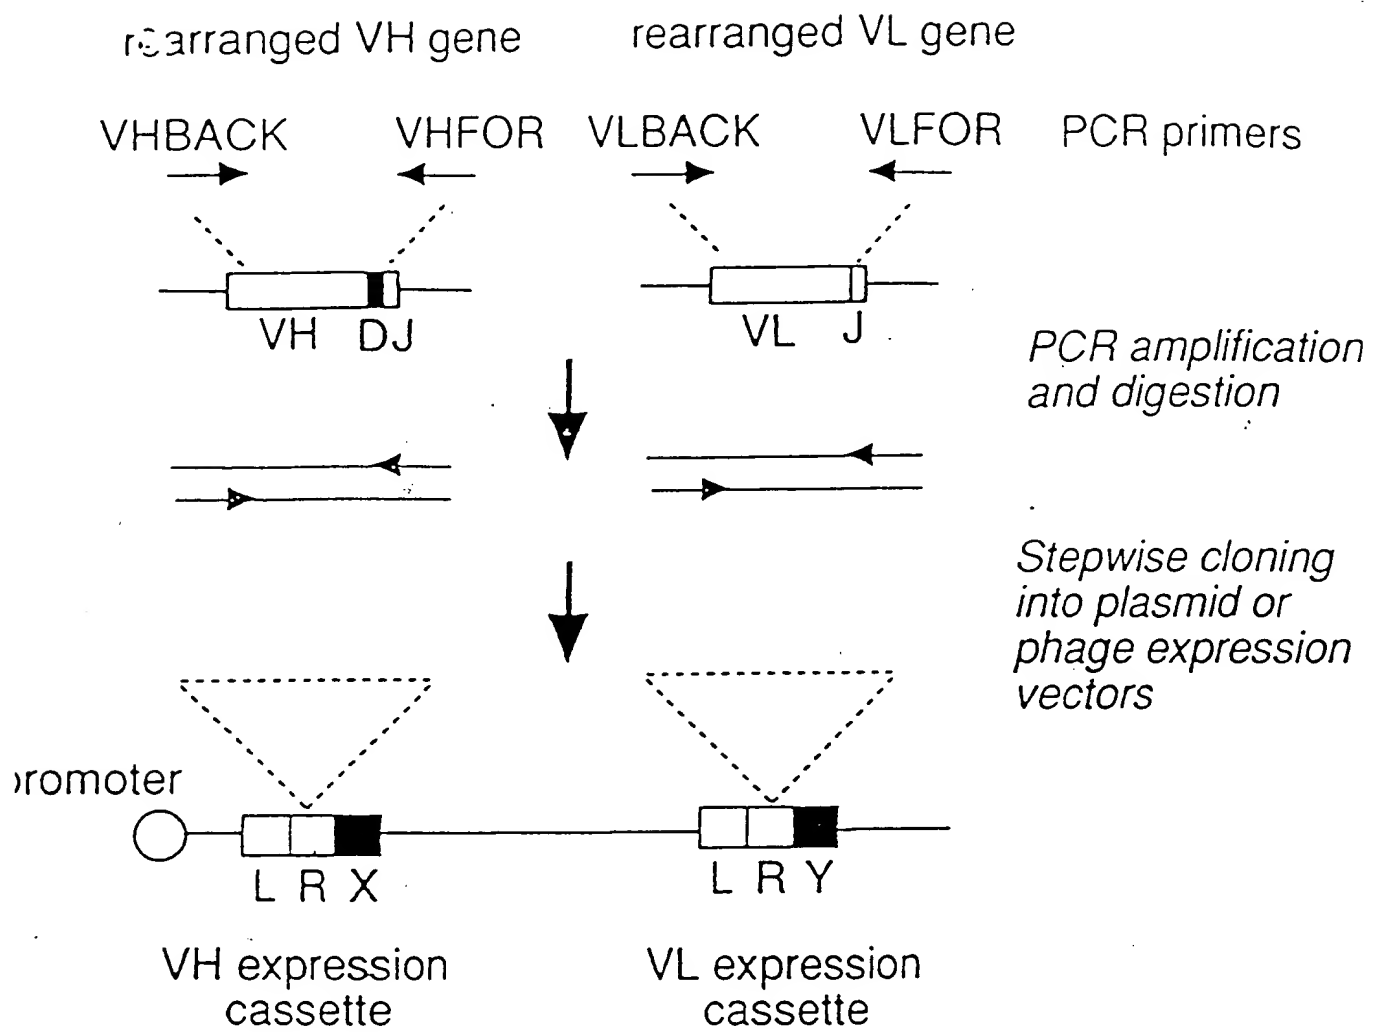 rearranged VH gene
rearranged VL gene
VHBACK VHFOR VLBACK VLFOR PCR primers
VH DJ
VL J
PCR amplification
and digestion
Stepwise cloning
into plasmid or
phage expression
vectors
romoter
L R X
L R Y
VH expression
cassette
VL expression
cassette